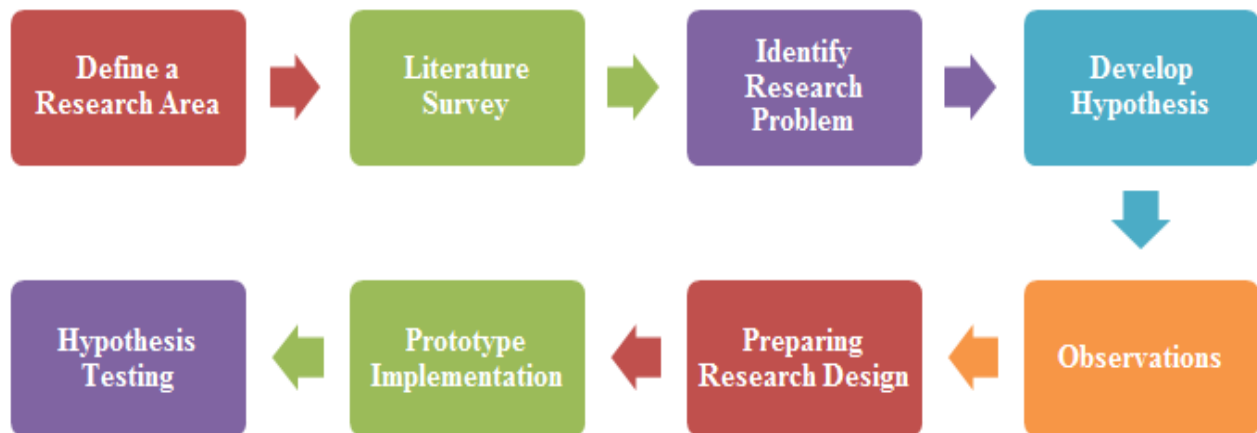 Define a
Research Area
Literature
Survey
Identify
Research
Problem
Develop
Hypothesis
Observations
Preparing
Research Design
Prototype
Implementation
Hypothesis
Testing